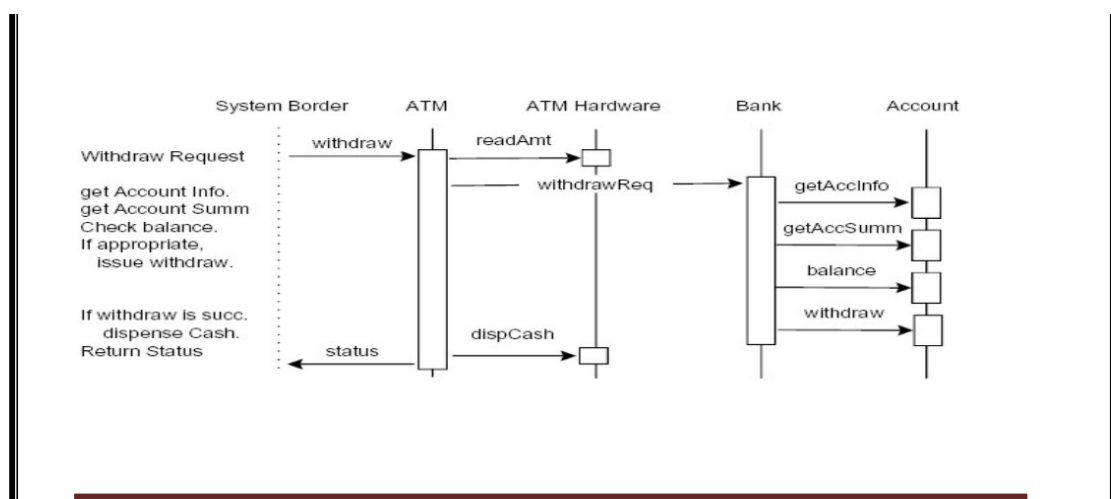 System Border ATM ATM Hardware Bank Account
Withdraw Request withdraw readAmt
withdrawReq
get Account Info. getAccInfo
get Account Summ
Check balance. getAccSumm
If appropriate,
issue withdraw. balance
If withdraw is succ. withdraw
dispense Cash.
Return Status status dispCash